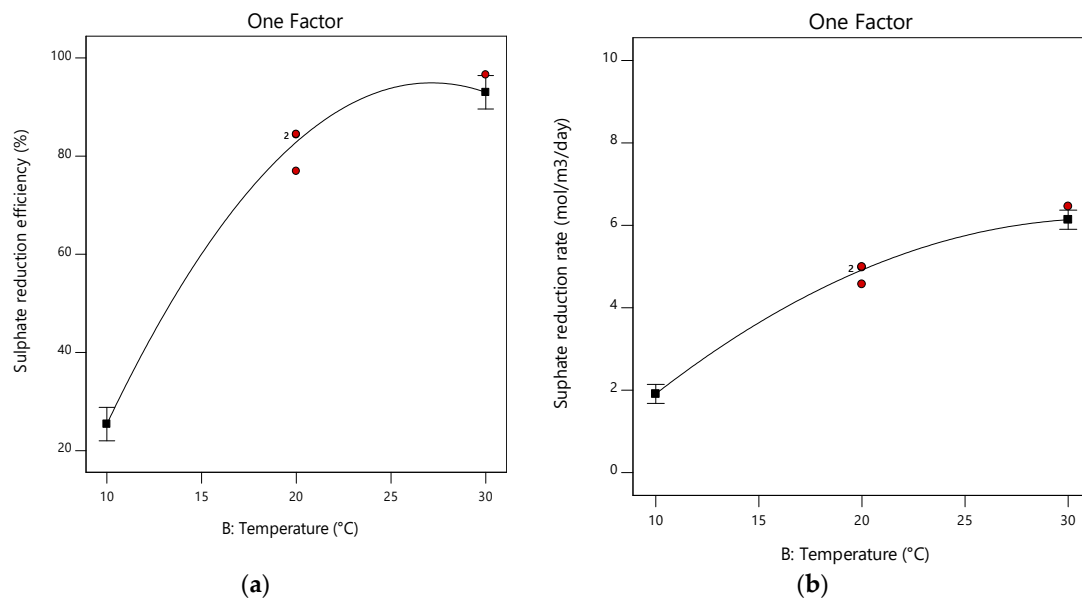 One Factor
Sulphate reduction efficiency (%)
100
80
60
40
20
2
10 15 20 25 30
B: Temperature (°C)
(a)
One Factor
Suphate reduction rate (mol/m3/day)
10
8
6
4
2
0
2
10 15 20 25 30
B: Temperature (°C)
(b)